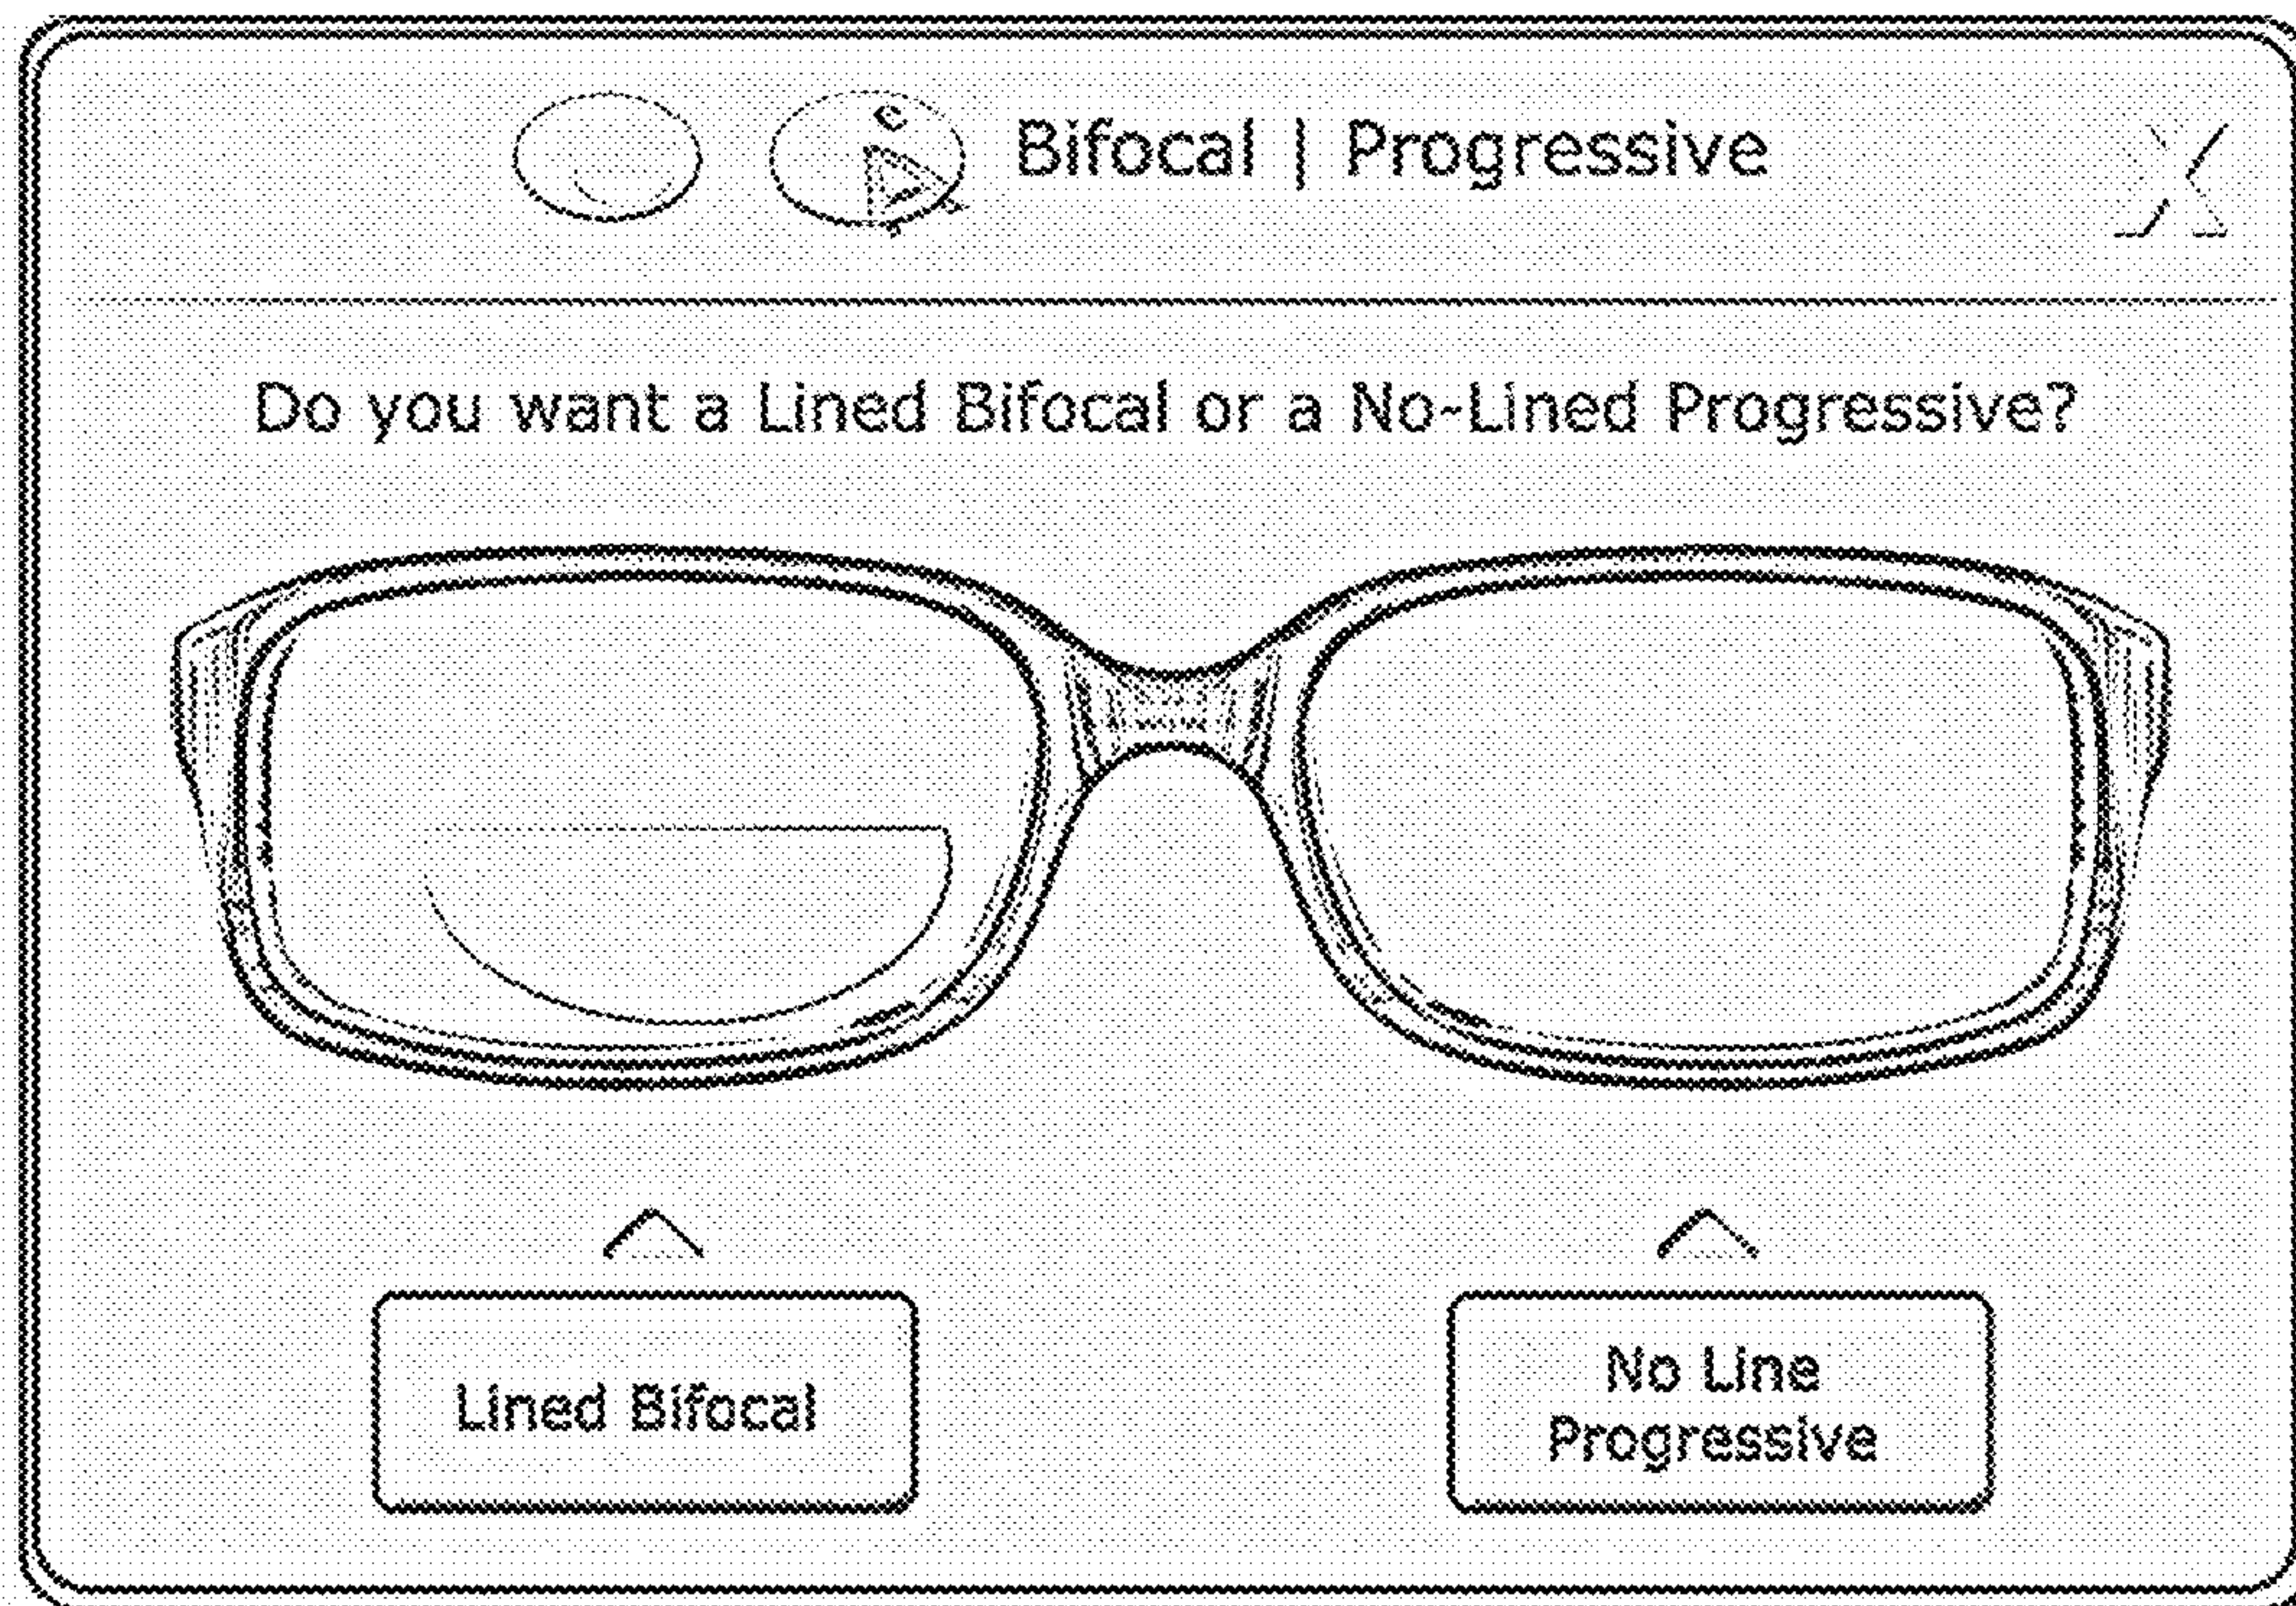 Bifocal | Progressive
X
Do you want a Lined Bifocal or a No-Lined Progressive?
Lined Bifocal
No Line
Progressive